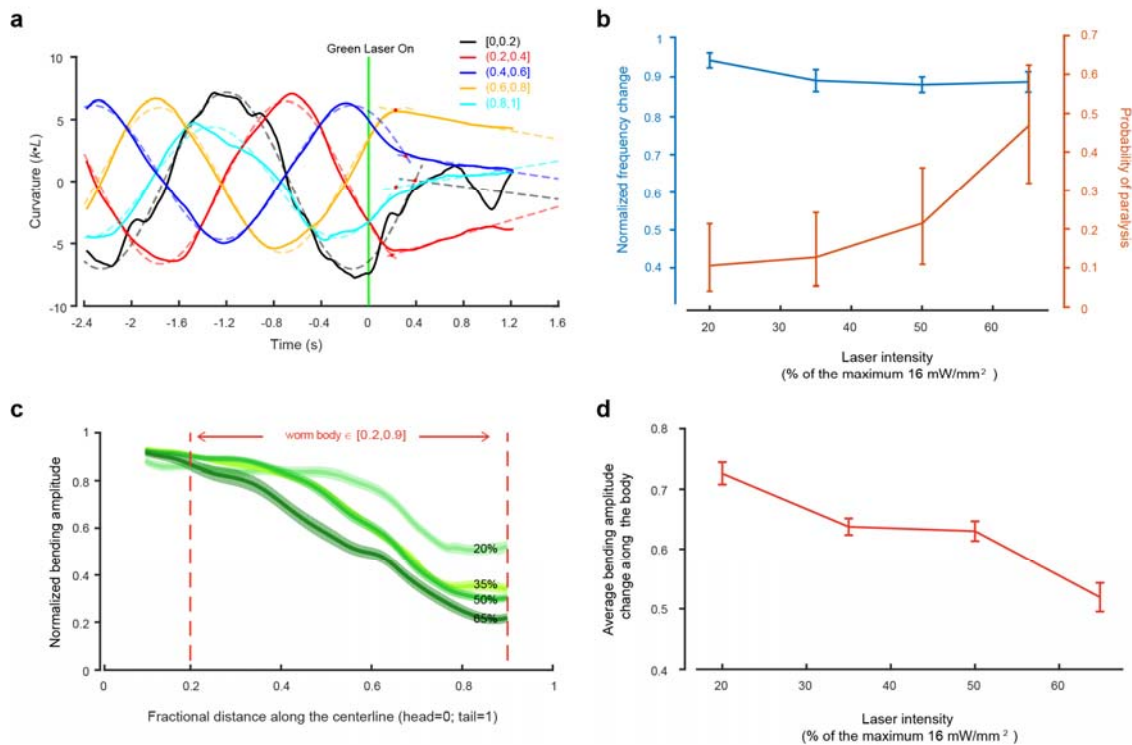 a
Green Laser On
[0,0.2)
(0.2,0.4]
(0.4,0.6]
(0.6,0.8]
(0.8,1]
10
5
0
-5
-10
Curvature (k•L)
-2.4 -2 -1.6 -1.2 -0.8 -0.4 0 0.4 0.8 1.2 1.6
Time (s)
b
1
0.9
0.8
0.7
0.6
0.5
0.4
Normalized frequency change
0.7
0.6
0.5
0.4
0.3
0.2
0.1
0
Probability of paralysis
20 30 40 50 60
Laser intensity
(% of the maximum 16 mW/mm² )
c
worm body ∈ [0.2,0.9]
1
0.8
0.6
0.4
0.2
0
Normalized bending amplitude
20%
35%
50%
65%
0 0.2 0.4 0.6 0.8 1
Fractional distance along the centerline (head=0; tail=1)
d
0.8
0.7
0.6
0.5
0.4
Average bending amplitude
change along the body
20 30 40 50 60
Laser intensity
(% of the maximum 16 mW/mm² )